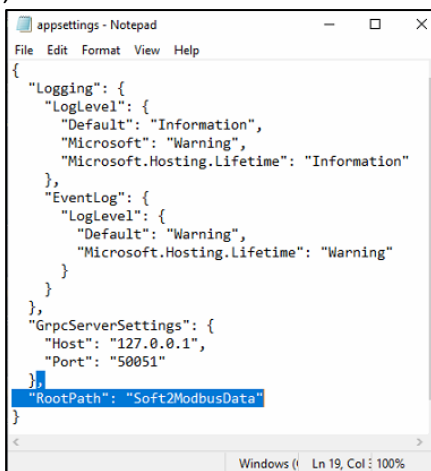 appsettings - Notepad
File Edit Format View Help
{
  "Logging": {
    "LogLevel": {
      "Default": "Information",
      "Microsoft": "Warning",
      "Microsoft.Hosting.Lifetime": "Information"
    },
    "EventLog": {
      "LogLevel": {
        "Default": "Warning",
        "Microsoft.Hosting.Lifetime": "Warning"
      }
    }
  },
  "GrpcServerSettings": {
    "Host": "127.0.0.1",
    "Port": "50051"
  },
  "RootPath": "Soft2ModbusData"
}
Windows ( Ln 19, Col 100%